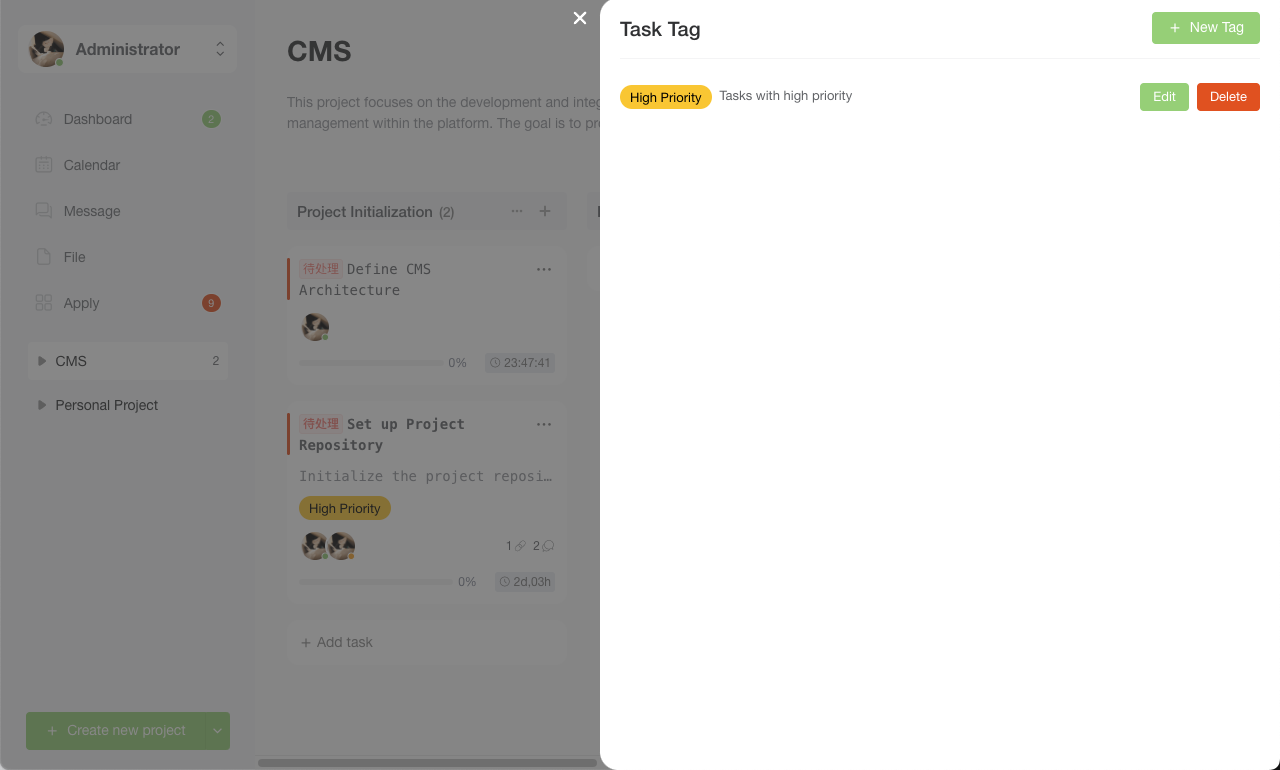 Administrator
Dashboard 2
Calendar
Message
File
Apply 9
CMS 2
Personal Project
+ Create new project
CMS
This project focuses on the development and integ
management within the platform. The goal is to pr
Project Initialization (2)
待处理 Define CMS
Architecture
0% 23:47:41
待处理 Set up Project
Repository
Initialize the project reposi…
High Priority
1 2
0% 2d,03h
+ Add task
Task Tag
+ New Tag
High Priority Tasks with high priority
Edit Delete